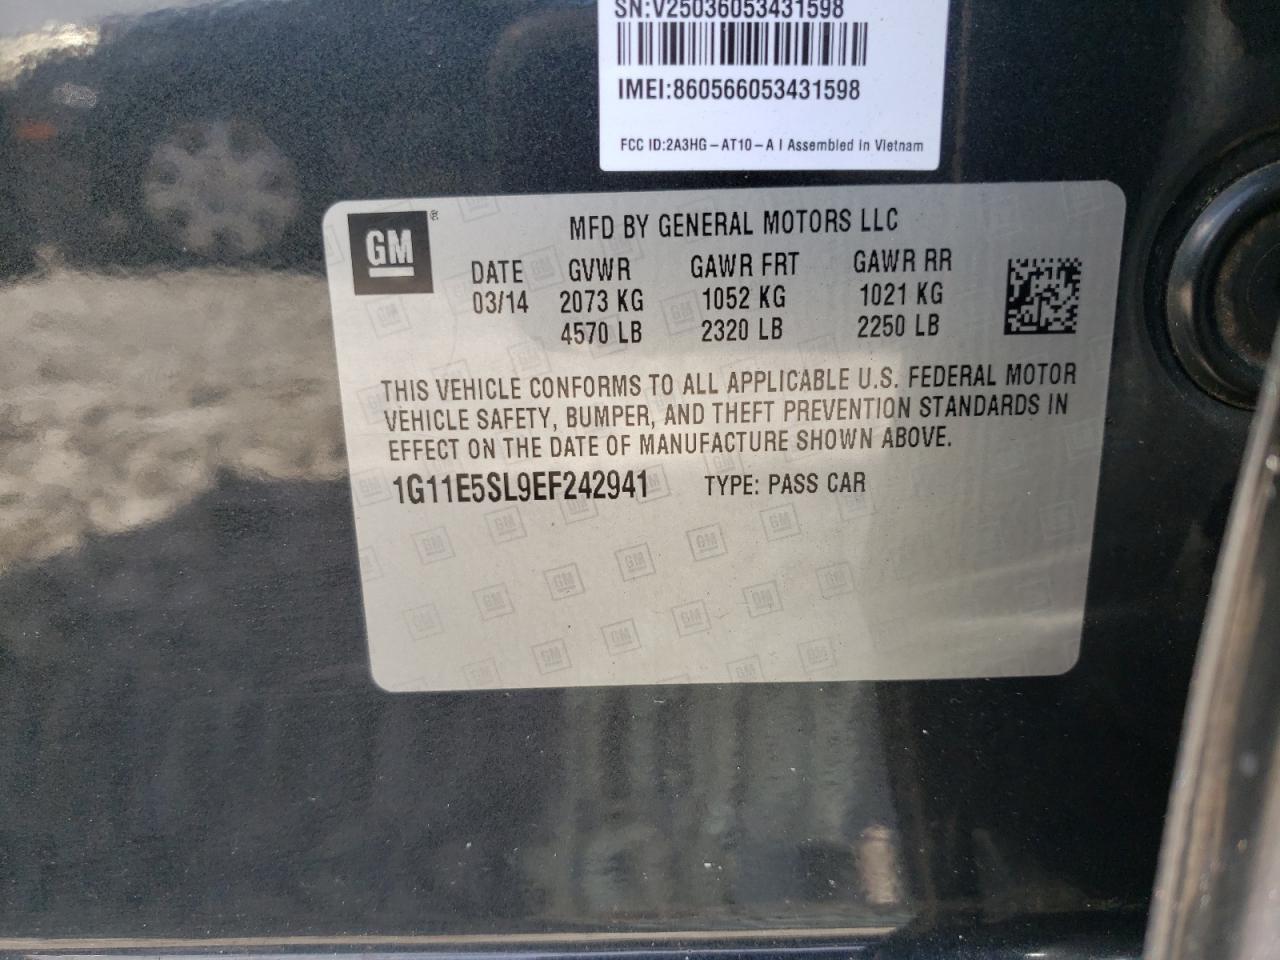 SN:V25036053431598
IMEI:860566053431598
FCC ID:2A3HG-AT10-A I Assembled in Vietnam
GM®
MFD BY GENERAL MOTORS LLC
DATE GVWR GAWR FRT GAWR RR
03/14 2073 KG 1052 KG 1021 KG
4570 LB 2320 LB 2250 LB
THIS VEHICLE CONFORMS TO ALL APPLICABLE U.S. FEDERAL MOTOR
VEHICLE SAFETY, BUMPER, AND THEFT PREVENTION STANDARDS IN
EFFECT ON THE DATE OF MANUFACTURE SHOWN ABOVE.
1G11E5SL9EF242941 TYPE: PASS CAR